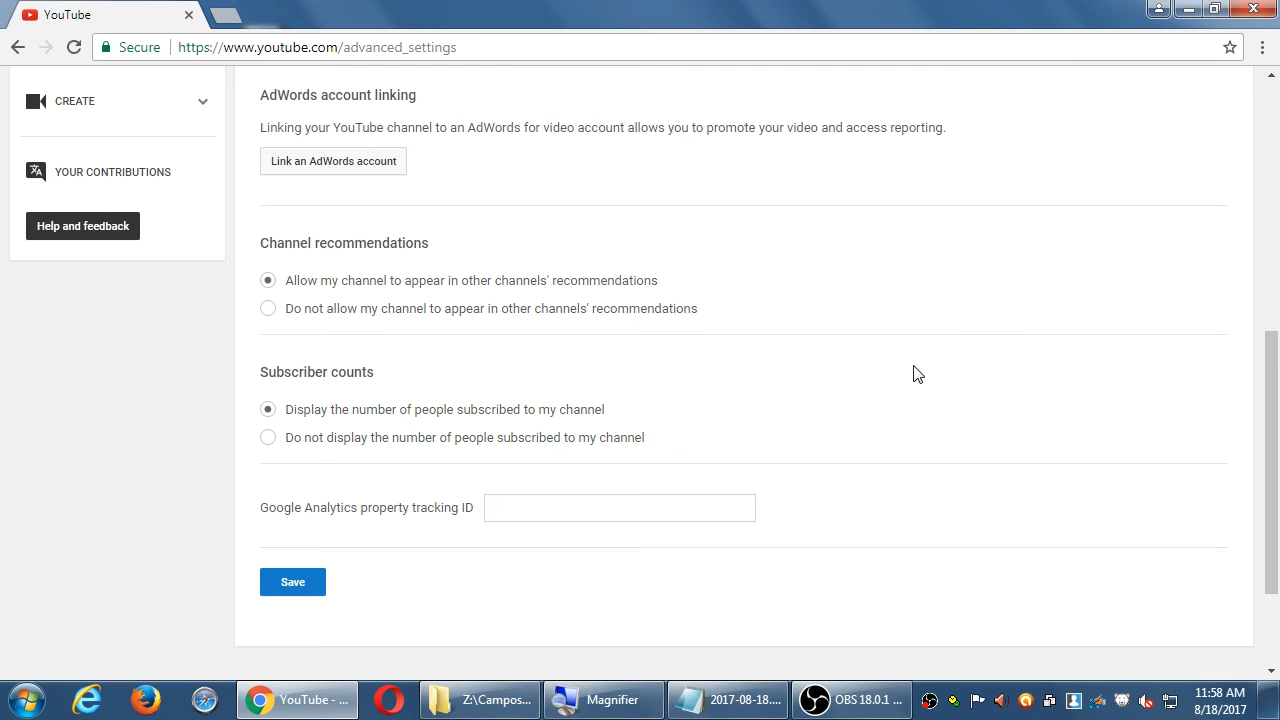 YouTube
Secure
https://www.youtube.com/advanced_settings
CREATE
YOUR CONTRIBUTIONS
Help and feedback
AdWords account linking
Linking your YouTube channel to an AdWords for video account allows you to promote your video and access reporting.
Link an AdWords account
Channel recommendations
Allow my channel to appear in other channels' recommendations
Do not allow my channel to appear in other channels' recommendations
Subscriber counts
Display the number of people subscribed to my channel
Do not display the number of people subscribed to my channel
Google Analytics property tracking ID
Save
YouTube - ...
Z:\Campos...
Magnifier
2017-08-18....
OBS 18.0.1 ...
11:58 AM
8/18/2017